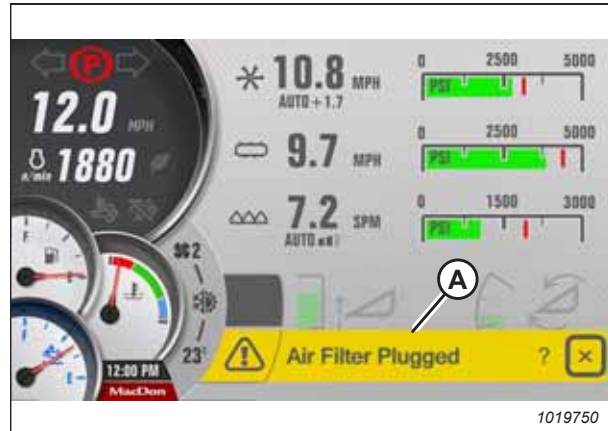 P
12.0 MPH
n/min 1880
10.8 MPH
AUTO + 1.7
0 2500 5000
PSI
9.7 MPH
0 2500 5000
PSI
7.2 SPM
AUTO
0 1500 3000
PSI
F
E
2
23°
F
E
12:00 PM
MacDon
A
Air Filter Plugged ? ×
1019750